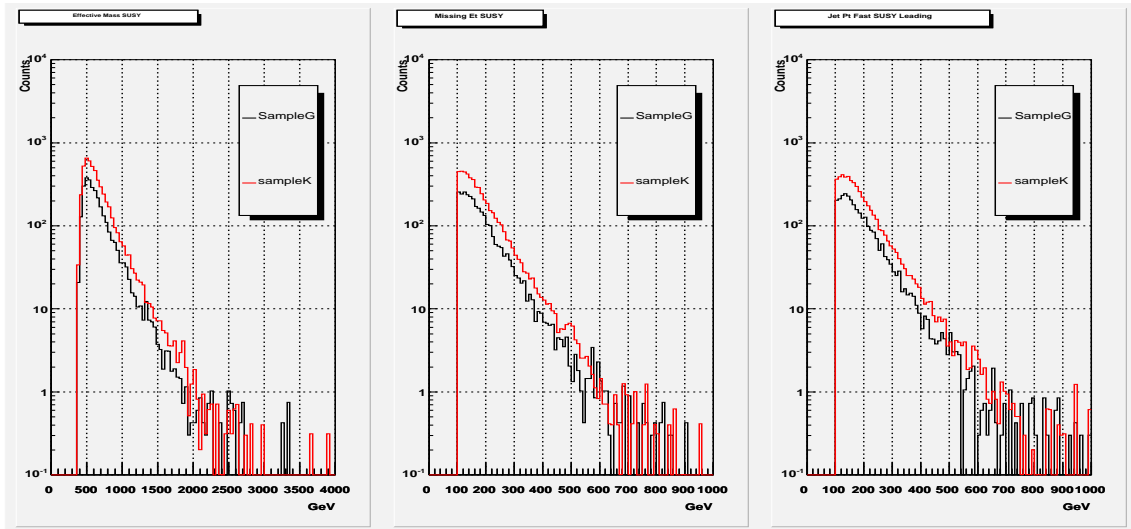 Effective Mass SUSY
Counts
10^4
10^3
10^2
10
1
10^-1
SampleG
sampleK
0 500 1000 1500 2000 2500 3000 3500 4000
GeV
Missing Et SUSY
Counts
10^4
10^3
10^2
10
1
10^-1
SampleG
sampleK
0 100 200 300 400 500 600 700 800 900 1000
GeV
Jet Pt Fast SUSY Leading
Counts
10^4
10^3
10^2
10
1
10^-1
SampleG
sampleK
0 100 200 300 400 500 600 700 800 900 1000
GeV